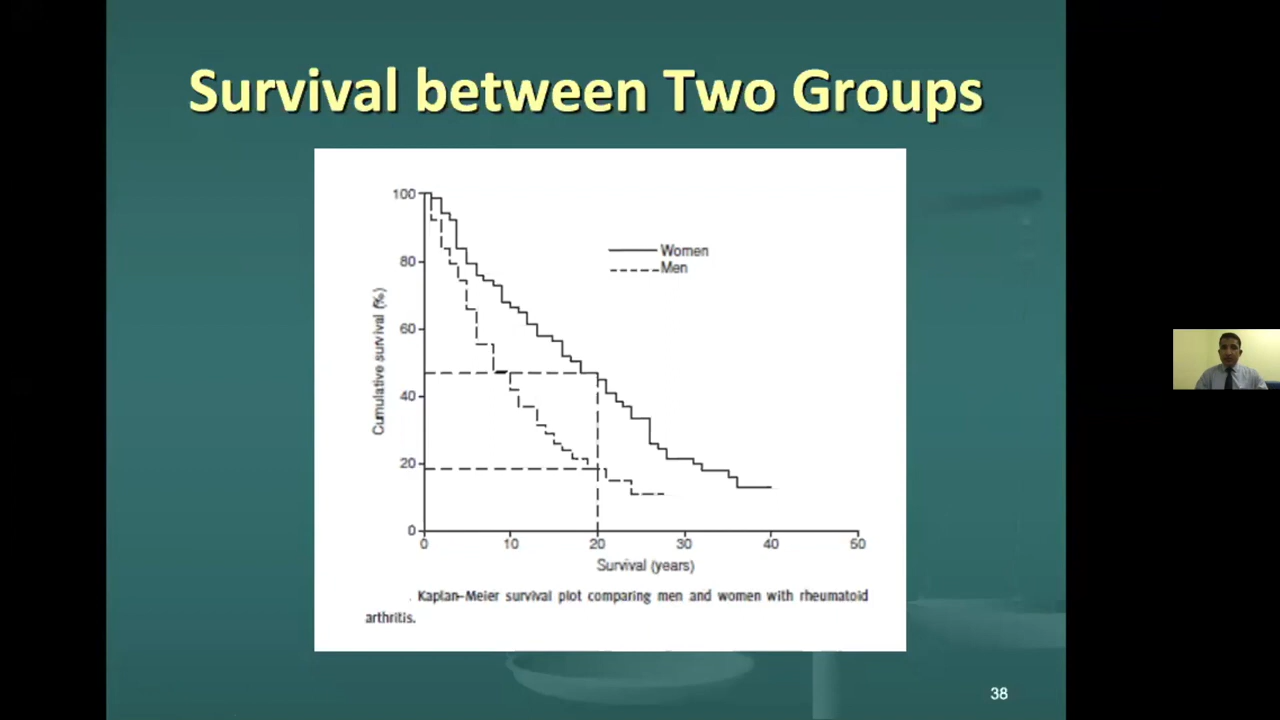 Survival between Two Groups
100
80
60
40
20
0
Cumulative survival (%)
Women
Men
0 10 20 30 40 50
Survival (years)
Kaplan-Meier survival plot comparing men and women with rheumatoid
arthritis.
38